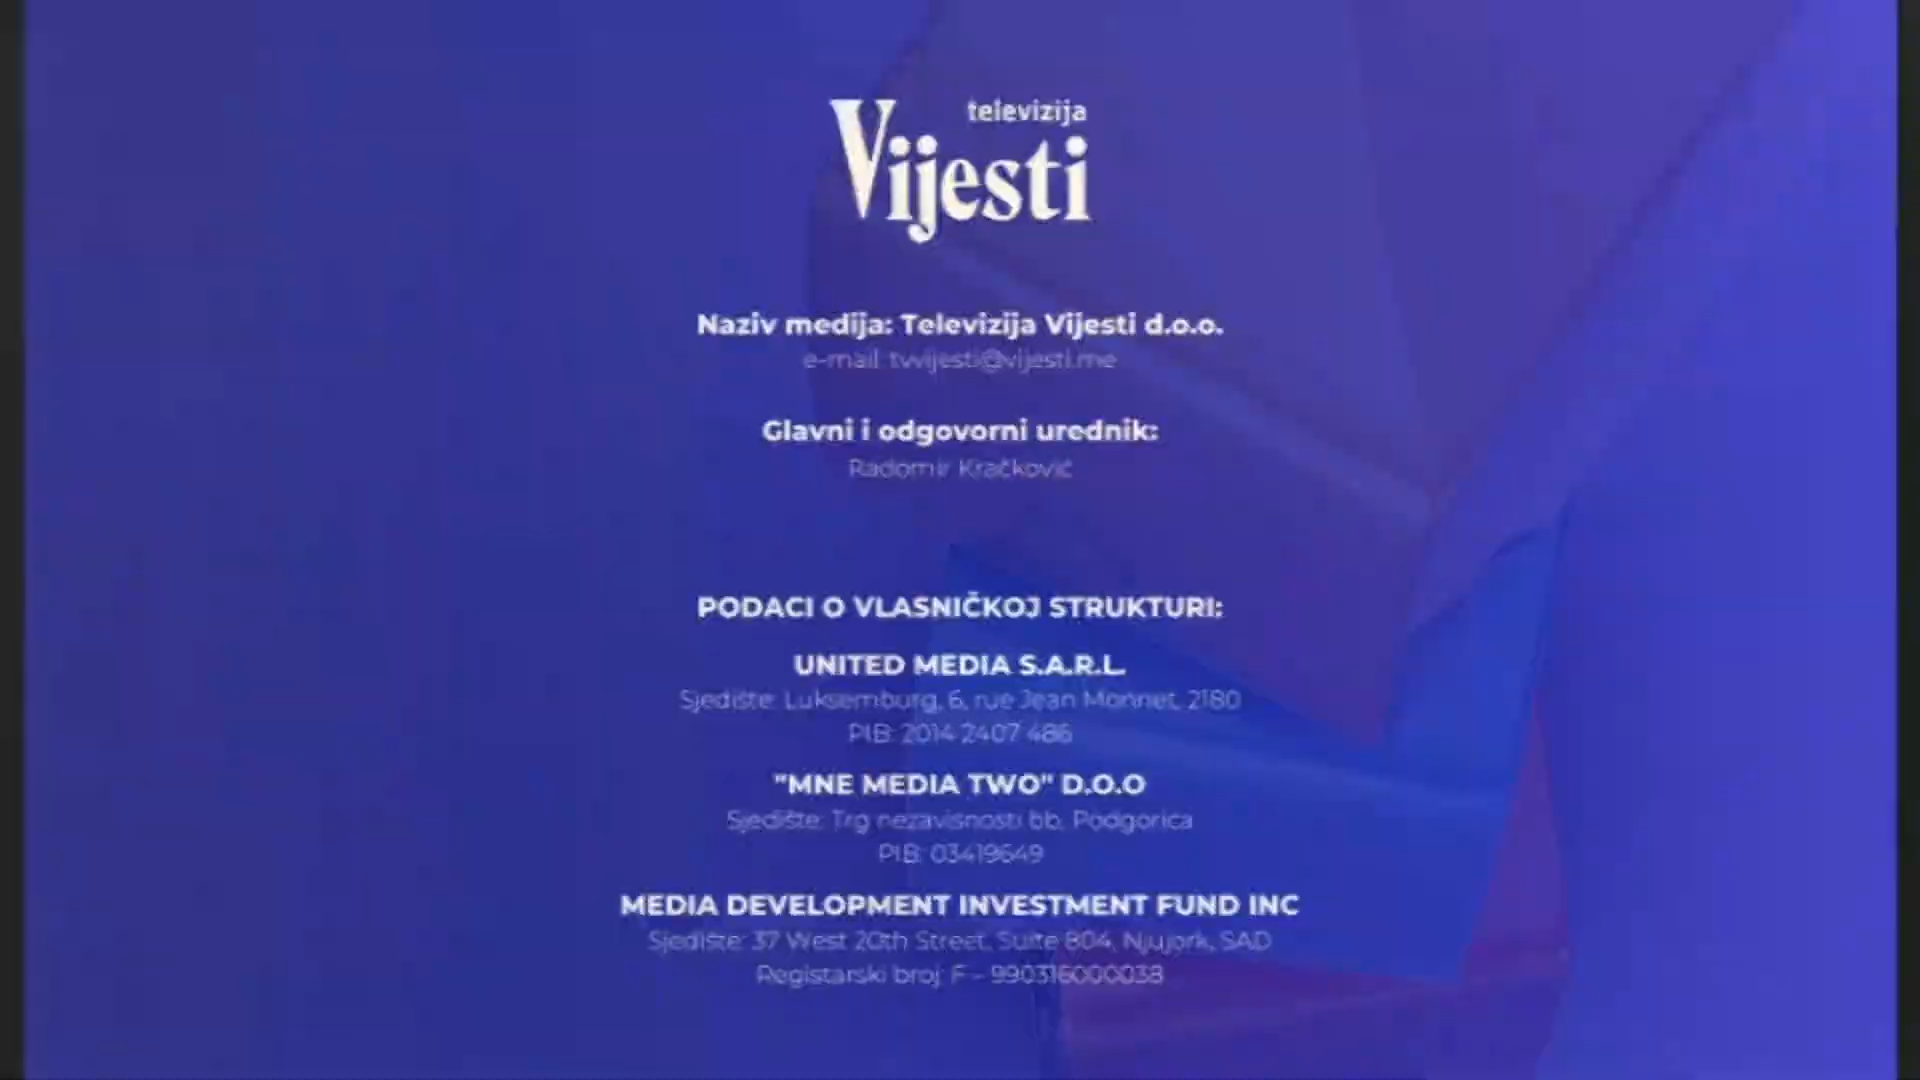 televizija
Vijesti
Naziv medija: Televizija Vijesti d.o.o.
e-mail: tvvijesti@vijesti.me
Glavni i odgovorni urednik:
Radomir Kračković
PODACI O VLASNIČKOJ STRUKTURI:
UNITED MEDIA S.A.R.L.
Sjedište: Luksemburg, 6, rue Jean Monnet, 2180
PIB: 2014 2407 486
"MNE MEDIA TWO" D.O.O
Sjedište: Trg nezavisnosti bb, Podgorica
PIB: 03419649
MEDIA DEVELOPMENT INVESTMENT FUND INC
Sjedište: 37 West 20th Street, Suite 804, Njujork, SAD
Registarski broj: F – 990316000038